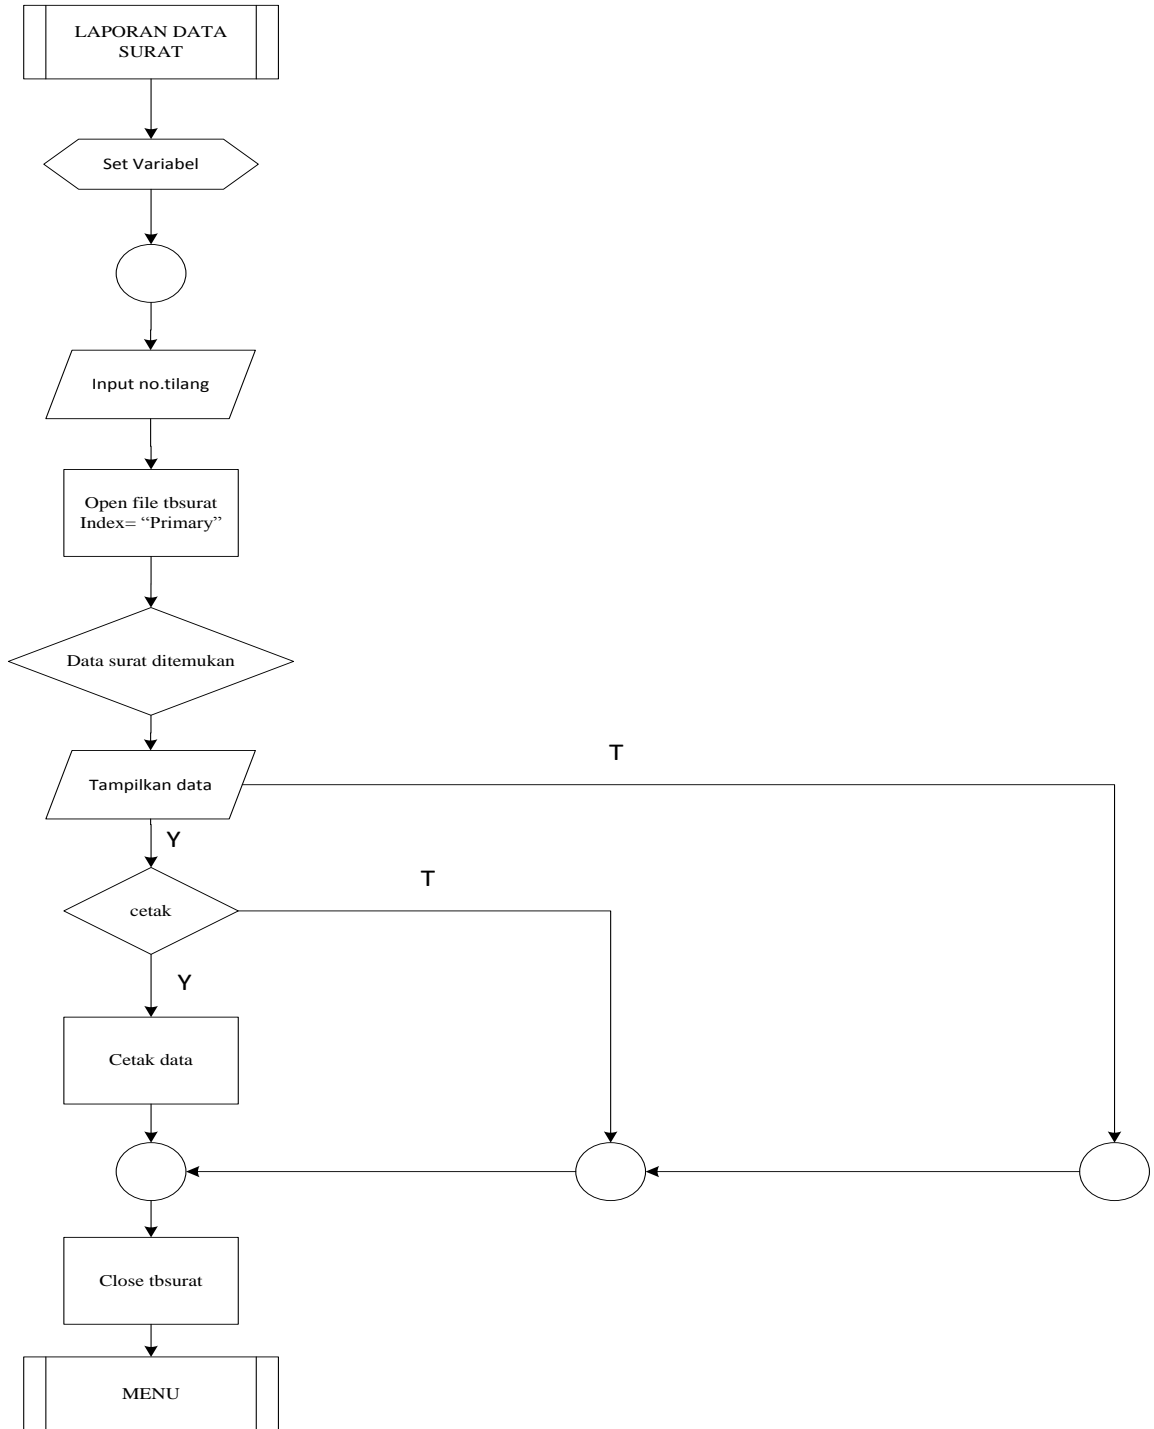 LAPORAN DATA
SURAT
Set Variabel
Input no.tilang
Open file tbsurat
Index= “Primary”
Data surat ditemukan
T
Tampilkan data
Y
T
cetak
Y
Cetak data
Close tbsurat
MENU